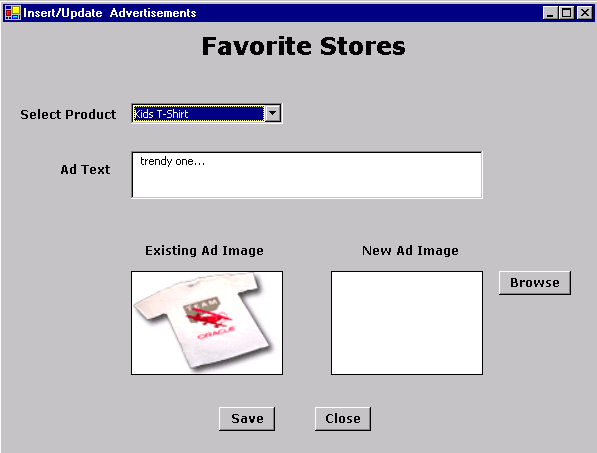 Insert/Update Advertisements
Favorite Stores
Select Product
Kids T-Shirt
Ad Text
trendy one...
Existing Ad Image
New Ad Image
Browse
TEAM
ORACLE
Save
Close